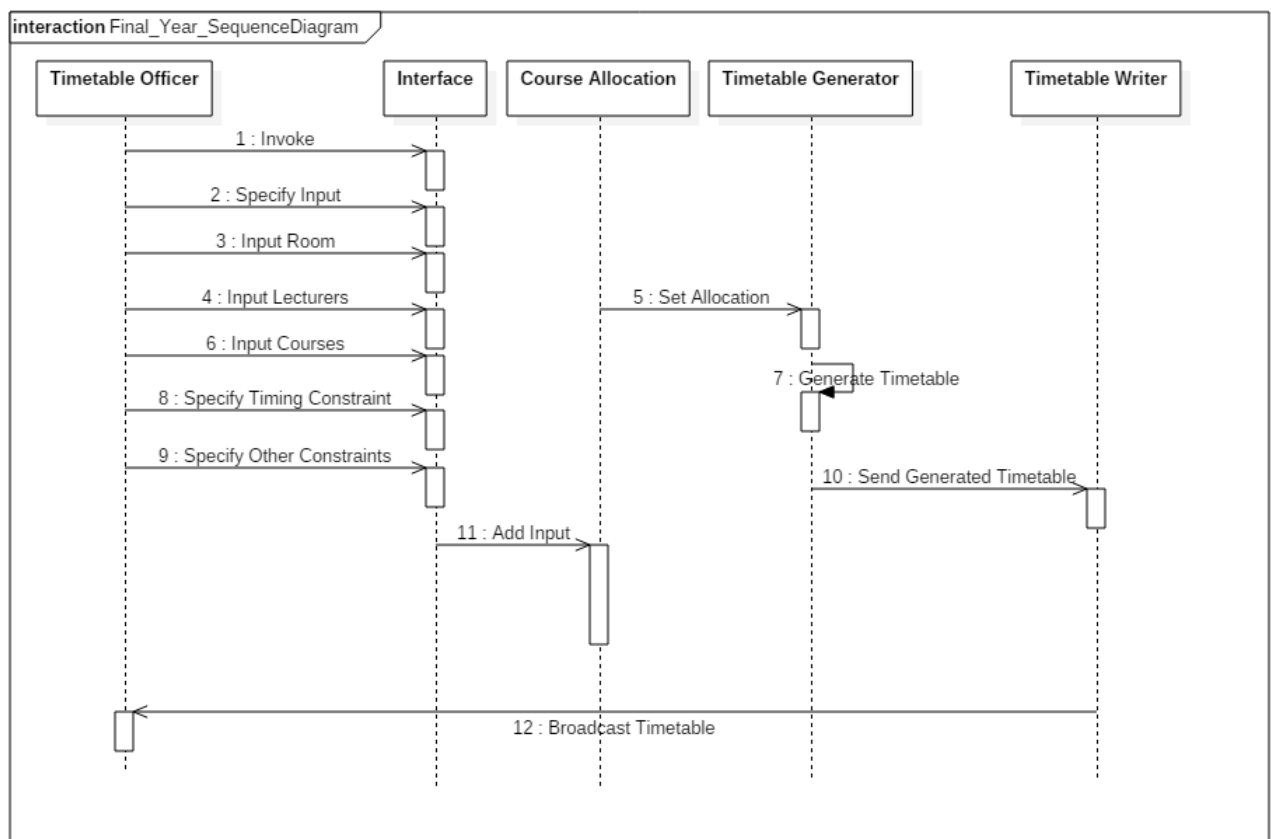 interaction Final_Year_SequenceDiagram
Timetable Officer
Interface
Course Allocation
Timetable Generator
Timetable Writer
1 : Invoke
2 : Specify Input
3 : Input Room
4 : Input Lecturers
5 : Set Allocation
6 : Input Courses
7 : Generate Timetable
8 : Specify Timing Constraint
9 : Specify Other Constraints
10 : Send Generated Timetable
11 : Add Input
12 : Broadcast Timetable